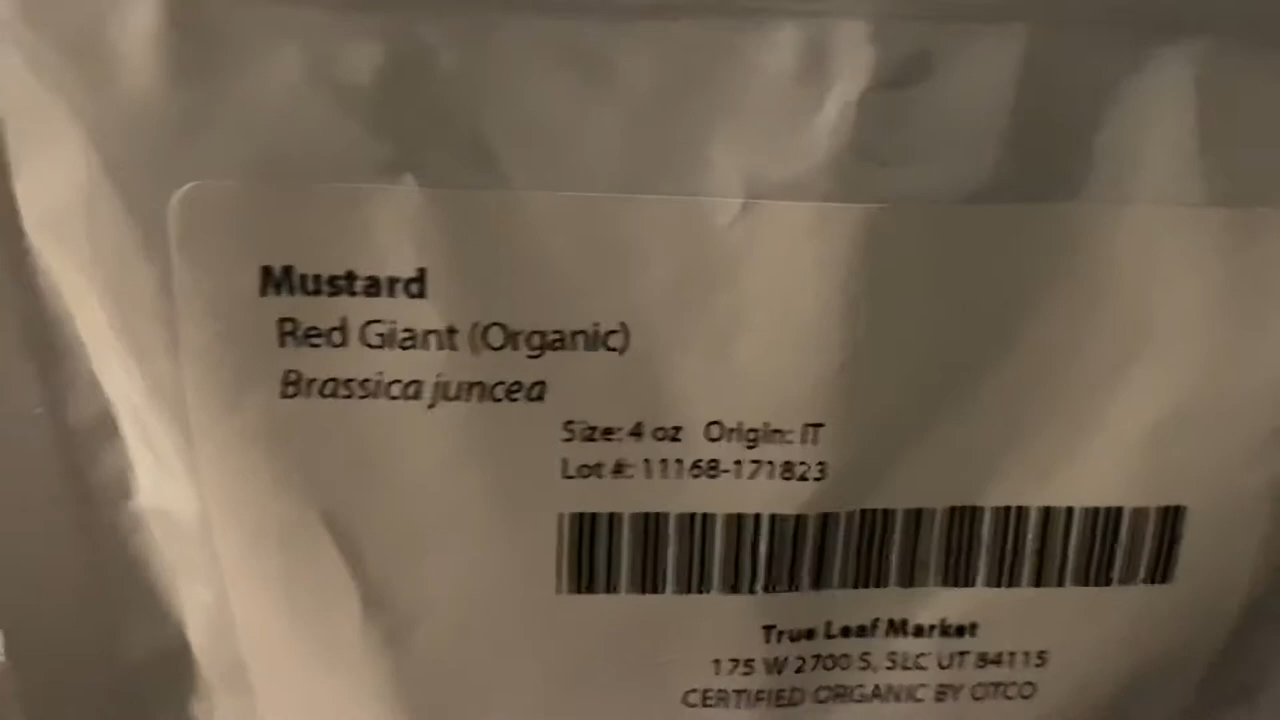 Mustard
Red Giant (Organic)
Brassica juncea
Size: 4 oz Origin: IT
Lot #: 11168-171823
True Leaf Market
175 W 2700 S, SLC UT 84115
CERTIFIED ORGANIC BY OTCO